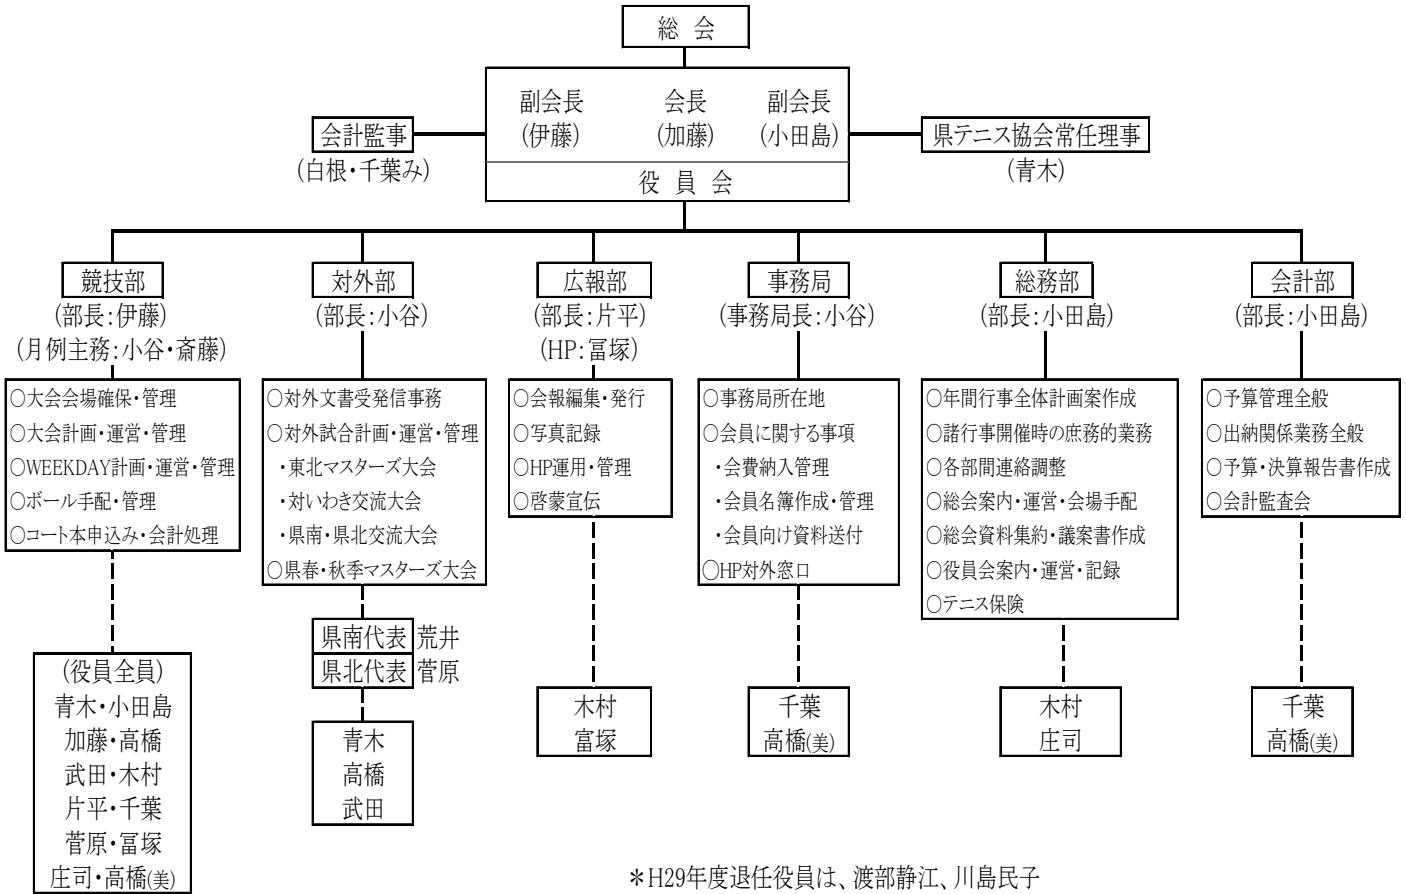 総 会
副会長 会長 副会長
(伊藤) (加藤) (小田島)
役 員 会
会計監事
(白根・千葉み)
県テニス協会常任理事
(青木)
競技部
(部長:伊藤)
(月例主務:小谷・斎藤)
○大会会場確保・管理
○大会計画・運営・管理
○WEEKDAY計画・運営・管理
○ボール手配・管理
○コート本申込み・会計処理
(役員全員)
青木・小田島
加藤・高橋
武田・木村
片平・千葉
菅原・冨塚
庄司・高橋(美)
対外部
(部長:小谷)
○対外文書受発信事務
○対外試合計画・運営・管理
・東北マスターズ大会
・対いわき交流大会
・県南・県北交流大会
○県春・秋季マスターズ大会
県南代表 荒井
県北代表 菅原
青木
高橋
武田
広報部
(部長:片平)
(HP:冨塚)
○会報編集・発行
○写真記録
○HP運用・管理
○啓蒙宣伝
木村
富塚
事務局
(事務局長:小谷)
○事務局所在地
○会員に関する事項
・会費納入管理
・会員名簿作成・管理
・会員向け資料送付
○HP対外窓口
千葉
高橋(美)
総務部
(部長:小田島)
○年間行事全体計画案作成
○諸行事開催時の庶務的業務
○各部間連絡調整
○総会案内・運営・会場手配
○総会資料集約・議案書作成
○役員会案内・運営・記録
○テニス保険
木村
庄司
会計部
(部長:小田島)
○予算管理全般
○出納関係業務全般
○予算・決算報告書作成
○会計監査会
千葉
高橋(美)
＊H29年度退任役員は、渡部静江、川島民子